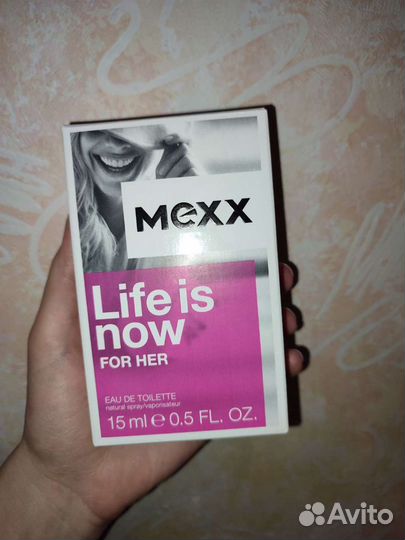 MEXX
Life is
now
FOR HER
EAU DE TOILETTE
natural spray/vaporisateur
15 ml e 0.5 FL. OZ.
Avito